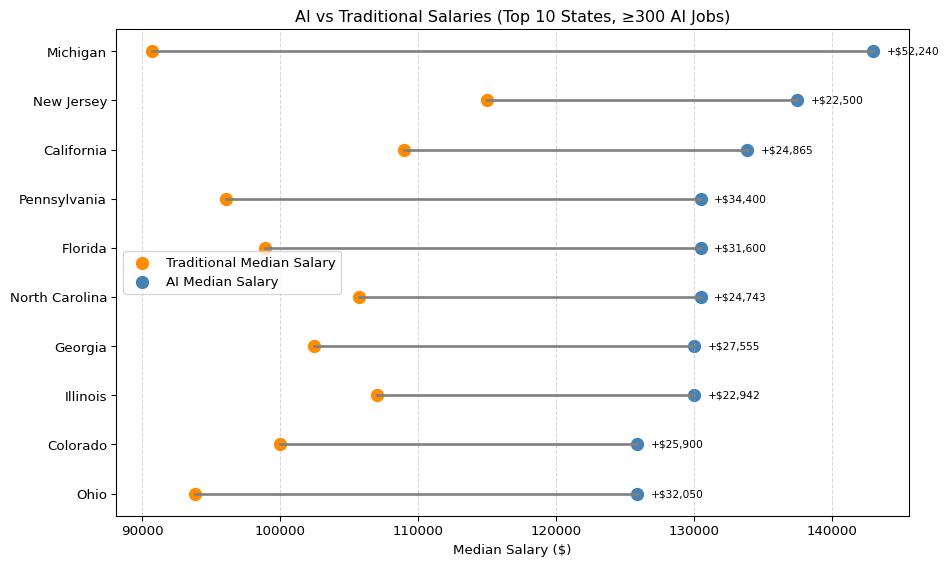 AI vs Traditional Salaries (Top 10 States, ≥300 AI Jobs)
Michigan
+$52,240
New Jersey
+$22,500
California
+$24,865
Pennsylvania
+$34,400
Florida
+$31,600
Traditional Median Salary
AI Median Salary
North Carolina
+$24,743
Georgia
+$27,555
Illinois
+$22,942
Colorado
+$25,900
Ohio
+$32,050
90000 100000 110000 120000 130000 140000
Median Salary ($)